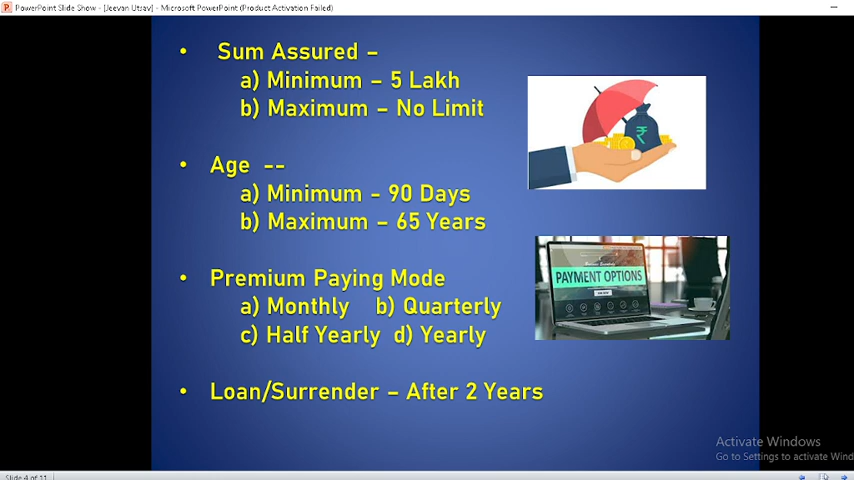 PowerPoint Slide Show - [Jeevan Utsav] - Microsoft PowerPoint (Product Activation Failed)
• Sum Assured –
a) Minimum – 5 Lakh
b) Maximum – No Limit
• Age --
a) Minimum - 90 Days
b) Maximum – 65 Years
• Premium Paying Mode
a) Monthly b) Quarterly
c) Half Yearly d) Yearly
• Loan/Surrender – After 2 Years
₹
PAYMENT OPTIONS
Activate Windows
Go to Settings to activate Wind
Slide 4 of 11